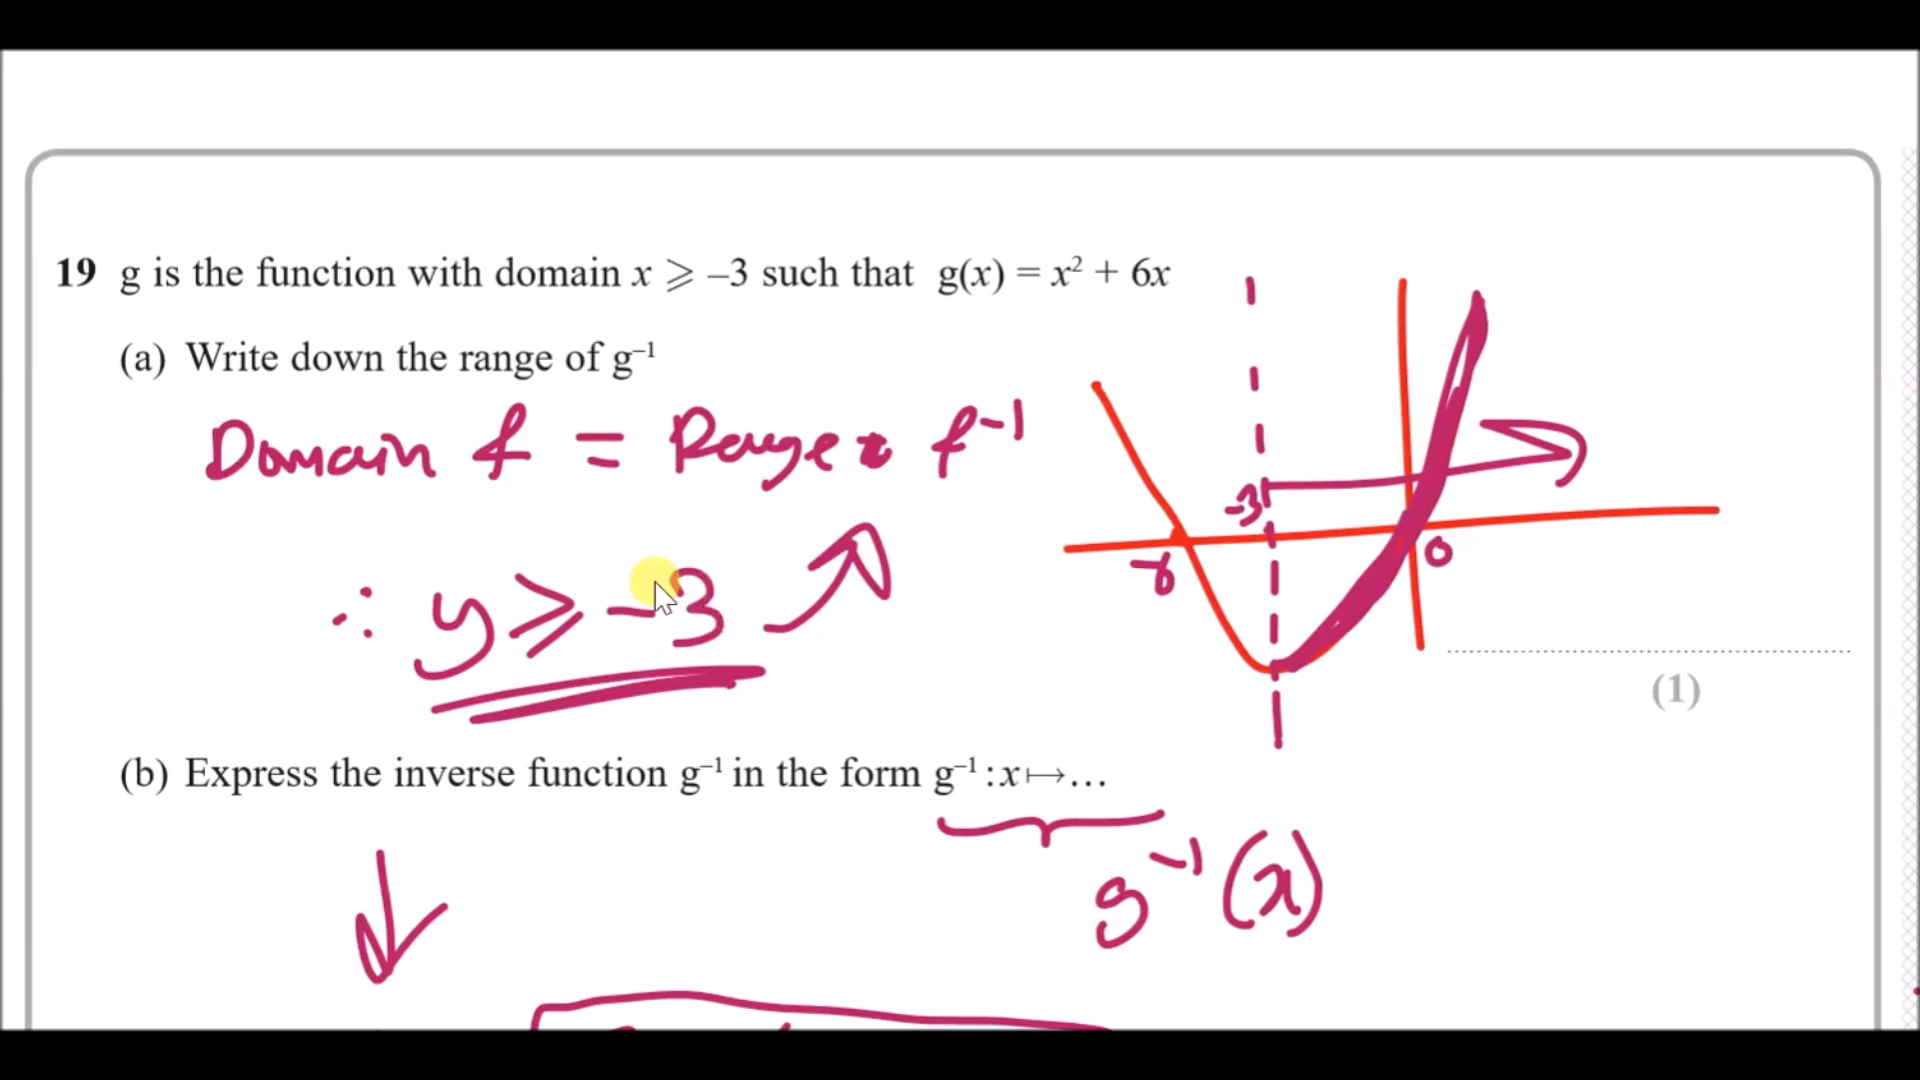 19 g is the function with domain x ⩾ –3 such that g(x) = x² + 6x
(a) Write down the range of g⁻¹
Domain f = Range f⁻¹
-3
0
-6
∴ y ⩾ -3
(1)
(b) Express the inverse function g⁻¹ in the form g⁻¹ : x ↦ ...
g⁻¹(x)